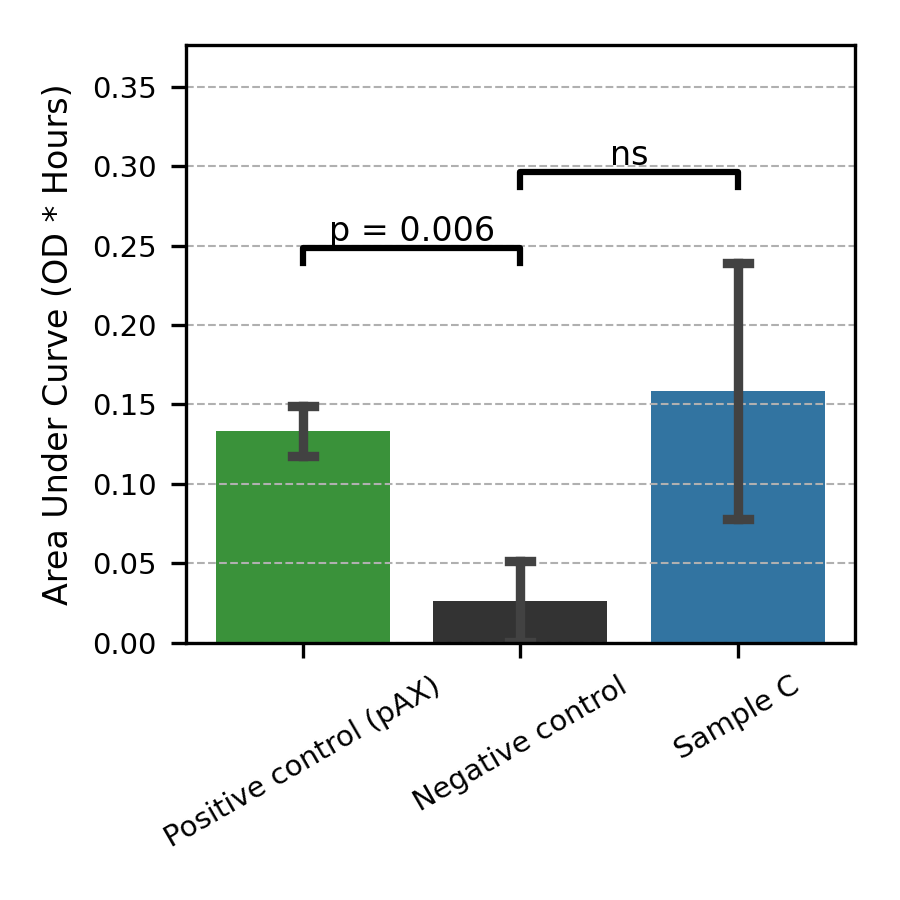 Area Under Curve (OD * Hours)
0.35
0.30
0.25
0.20
0.15
0.10
0.05
0.00
ns
p = 0.006
Positive control (pAX)
Negative control
Sample C